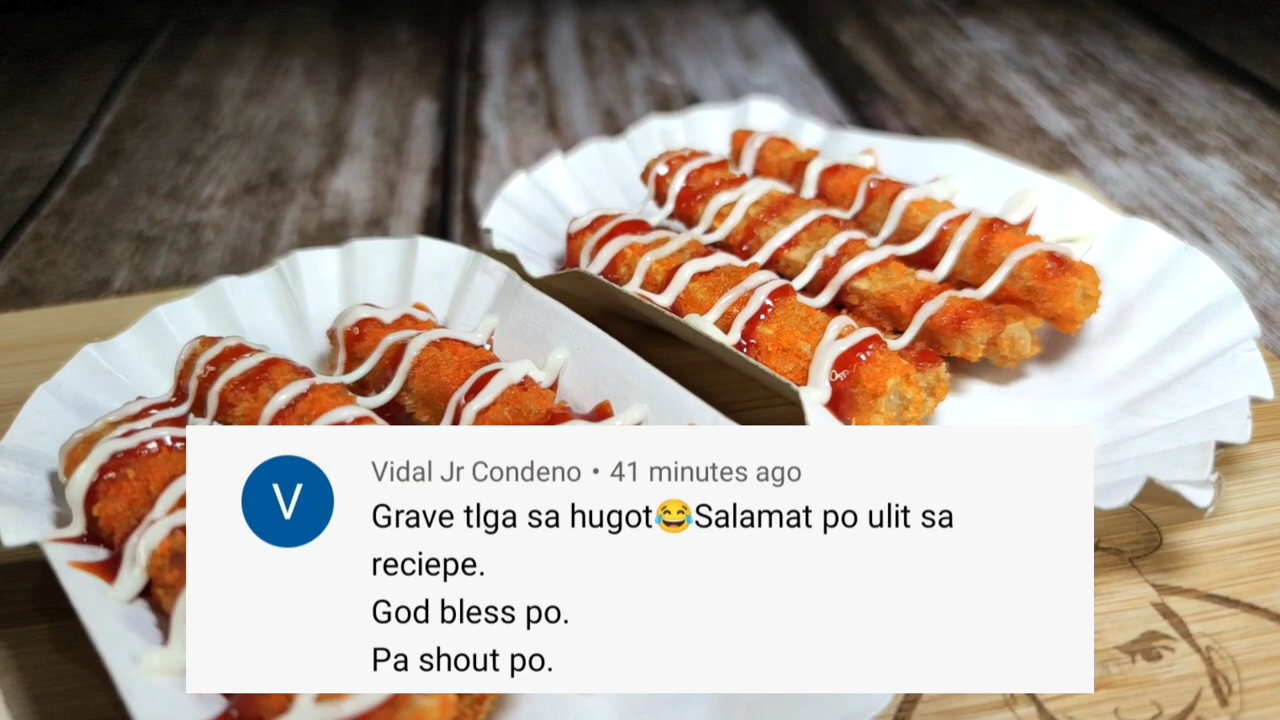 V
Vidal Jr Condeno • 41 minutes ago
Grave tlga sa hugot😂Salamat po ulit sa
reciepe.
God bless po.
Pa shout po.